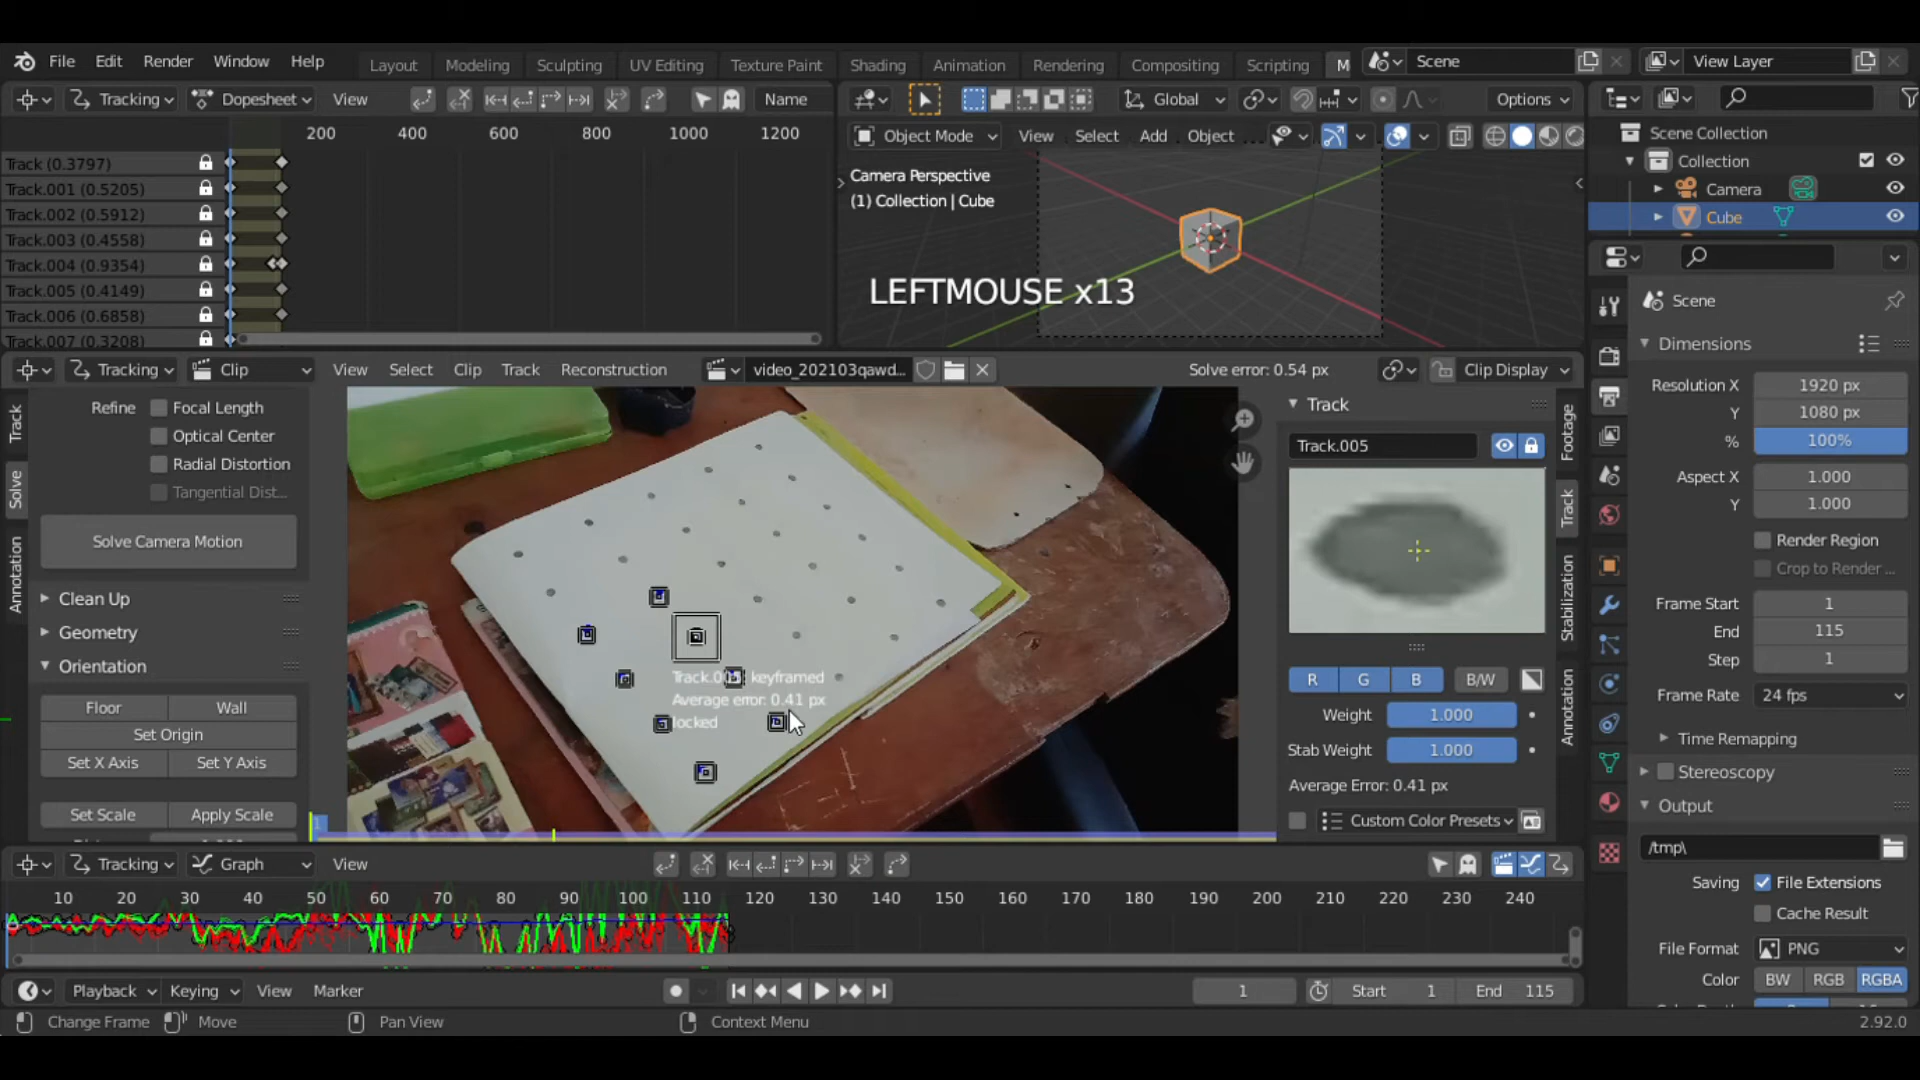 File Edit Render Window Help Layout Modeling Sculpting UV Editing Texture Paint Shading Animation Rendering Compositing Scripting M Scene View Layer
Tracking Dopesheet View Name
200 400 600 800 1000 1200
Track (0.3797)
Track.001 (0.5205)
Track.002 (0.5912)
Track.003 (0.4558)
Track.004 (0.9354)
Track.005 (0.4149)
Track.006 (0.6858)
Track.007 (0.3208)
Global Options
Object Mode View Select Add Object
Camera Perspective
(1) Collection | Cube
LEFTMOUSE x13
Scene Collection
Collection
Camera
Cube
Tracking Clip View Select Clip Track Reconstruction video_202103qawd... Solve error: 0.54 px Clip Display
Track
Solve
Annotation
Refine Focal Length
Optical Center
Radial Distortion
Tangential Dist...
Solve Camera Motion
Clean Up
Geometry
Orientation
Floor Wall
Set Origin
Set X Axis Set Y Axis
Set Scale Apply Scale
keyframed
Average error: 0.41 px
locked
1
Track
Track.005
R G B B/W
Weight 1.000
Stab Weight 1.000
Average Error: 0.41 px
Custom Color Presets
Footage
Track
Stabilization
Annotation
Scene
Dimensions
Resolution X 1920 px
Y 1080 px
% 100%
Aspect X 1.000
Y 1.000
Render Region
Crop to Render ...
Frame Start 1
End 115
Step 1
Frame Rate 24 fps
Time Remapping
Stereoscopy
Output
/tmp\
Saving File Extensions
Cache Result
File Format PNG
Color BW RGB RGBA
Tracking Graph View
10 20 30 40 50 60 70 80 90 100 110 120 130 140 150 160 170 180 190 200 210 220 230 240
Playback Keying View Marker 1 Start 1 End 115
Change Frame Move Pan View Context Menu 2.92.0